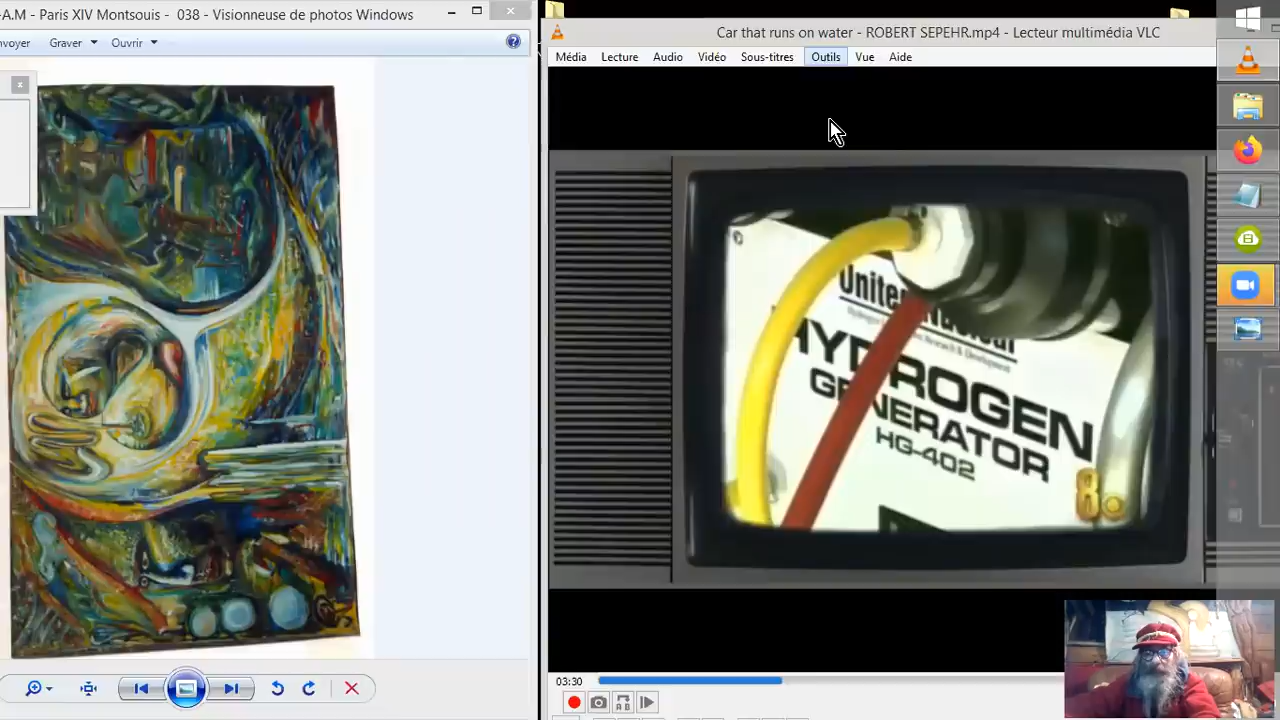 -A.M - Paris XIV Montsouis - 038 - Visionneuse de photos Windows
nvoyer Graver Ouvrir
Car that runs on water - ROBERT SEPEHR.mp4 - Lecteur multimédia VLC
Média Lecture Audio Vidéo Sous-titres Outils Vue Aide
HYDROGEN
GENERATOR
HG-402
8
03:30